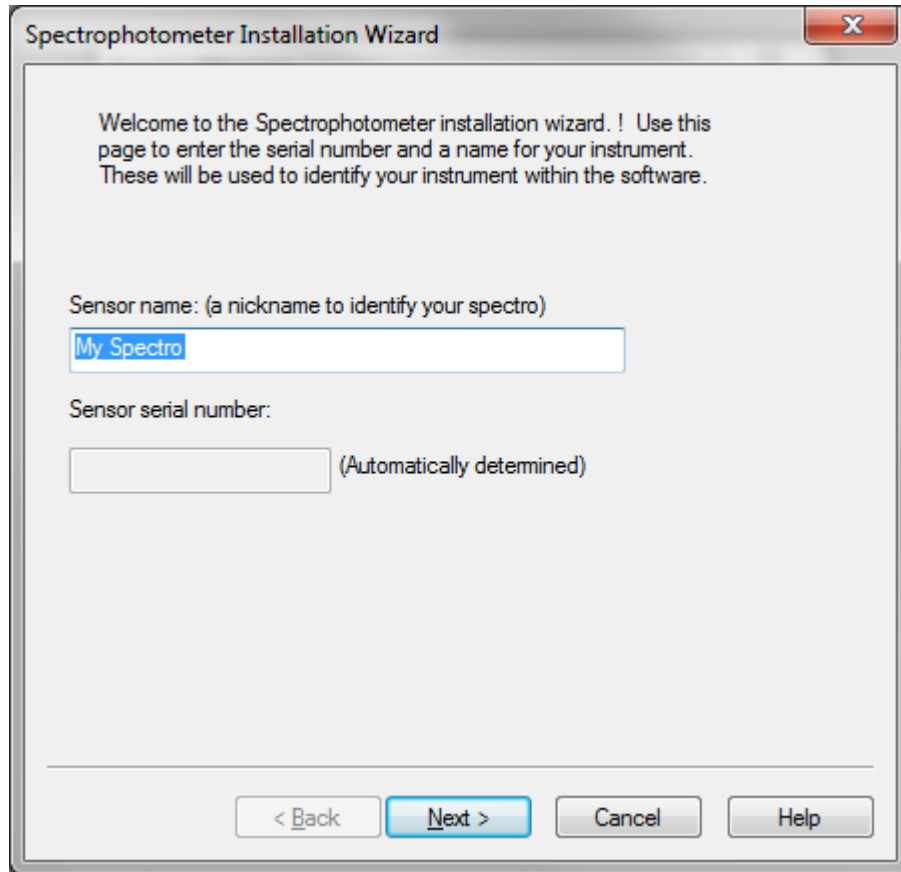 Spectrophotometer Installation Wizard
Welcome to the Spectrophotometer installation wizard. !  Use this
page to enter the serial number and a name for your instrument.
These will be used to identify your instrument within the software.
Sensor name: (a nickname to identify your spectro)
My Spectro
Sensor serial number:
(Automatically determined)
< Back
Next >
Cancel
Help